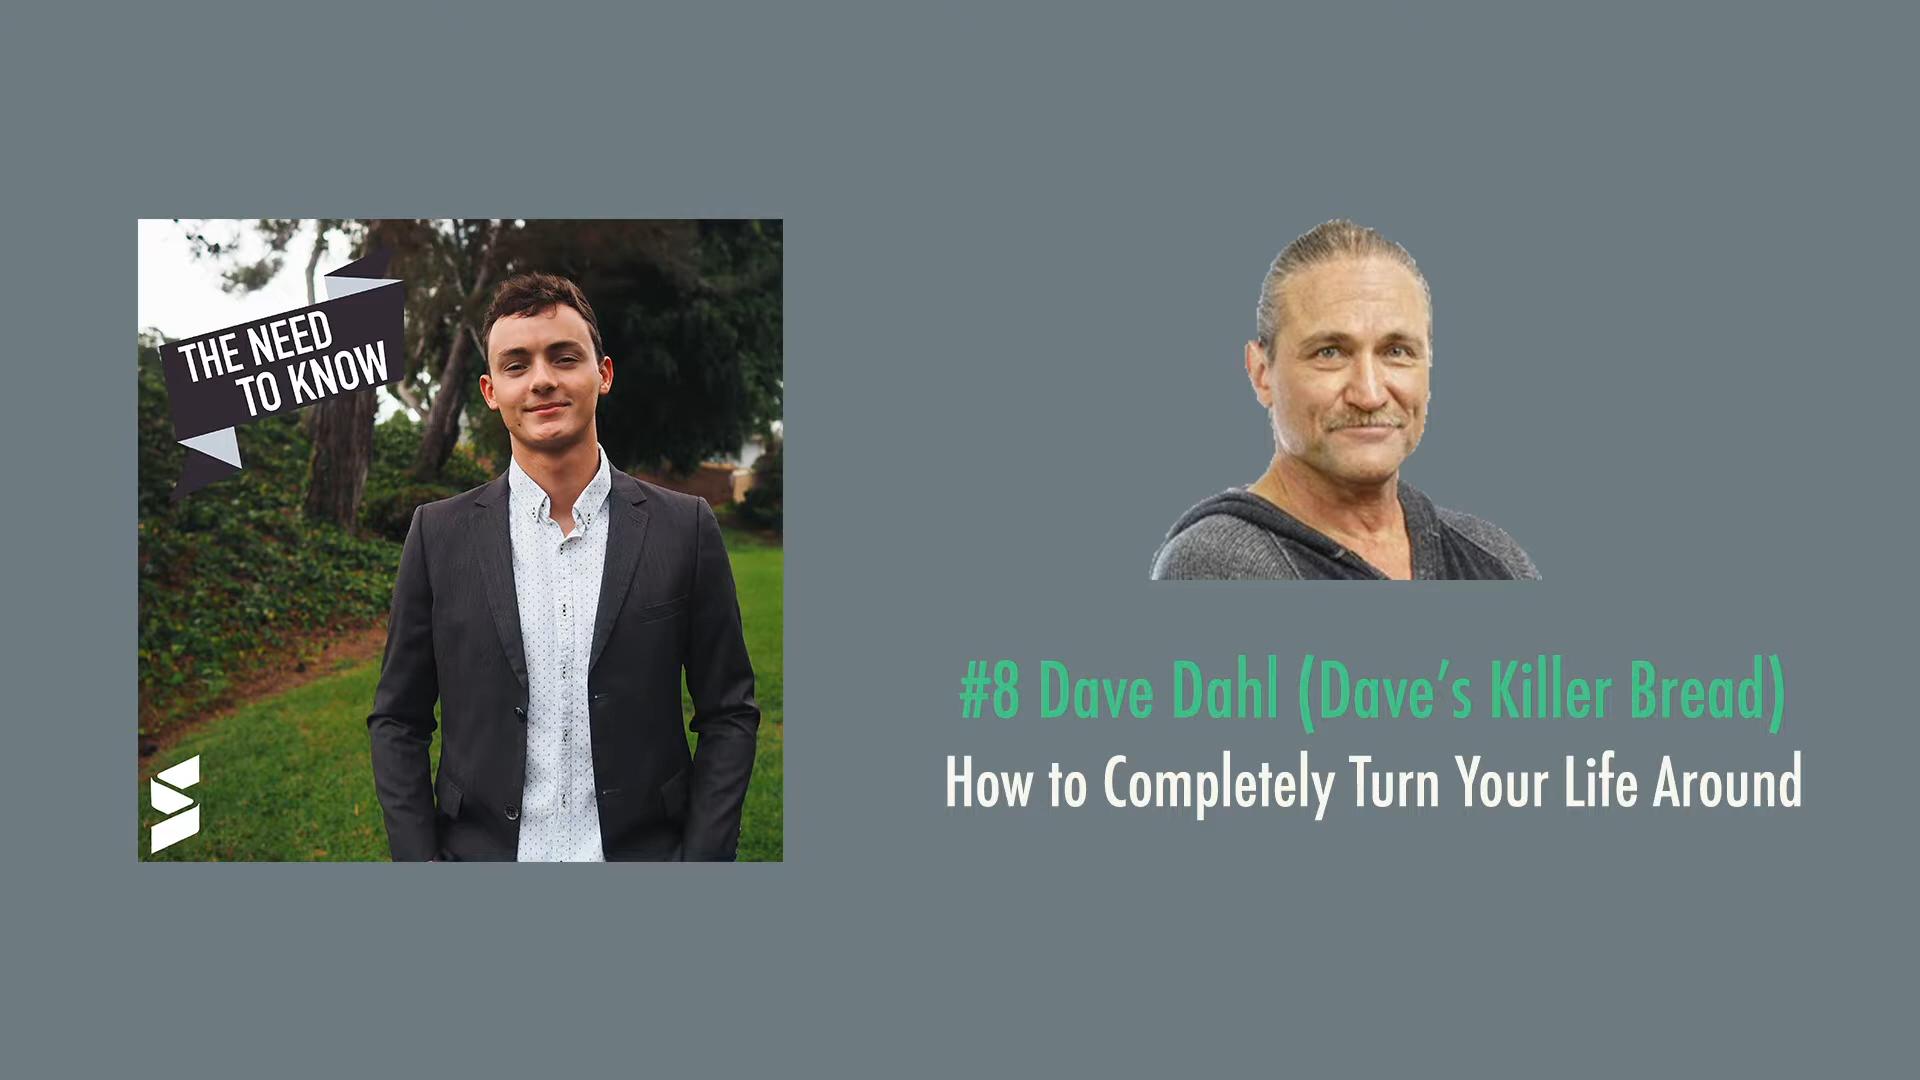 THE NEED
TO KNOW
#8 Dave Dahl (Dave's Killer Bread)
How to Completely Turn Your Life Around